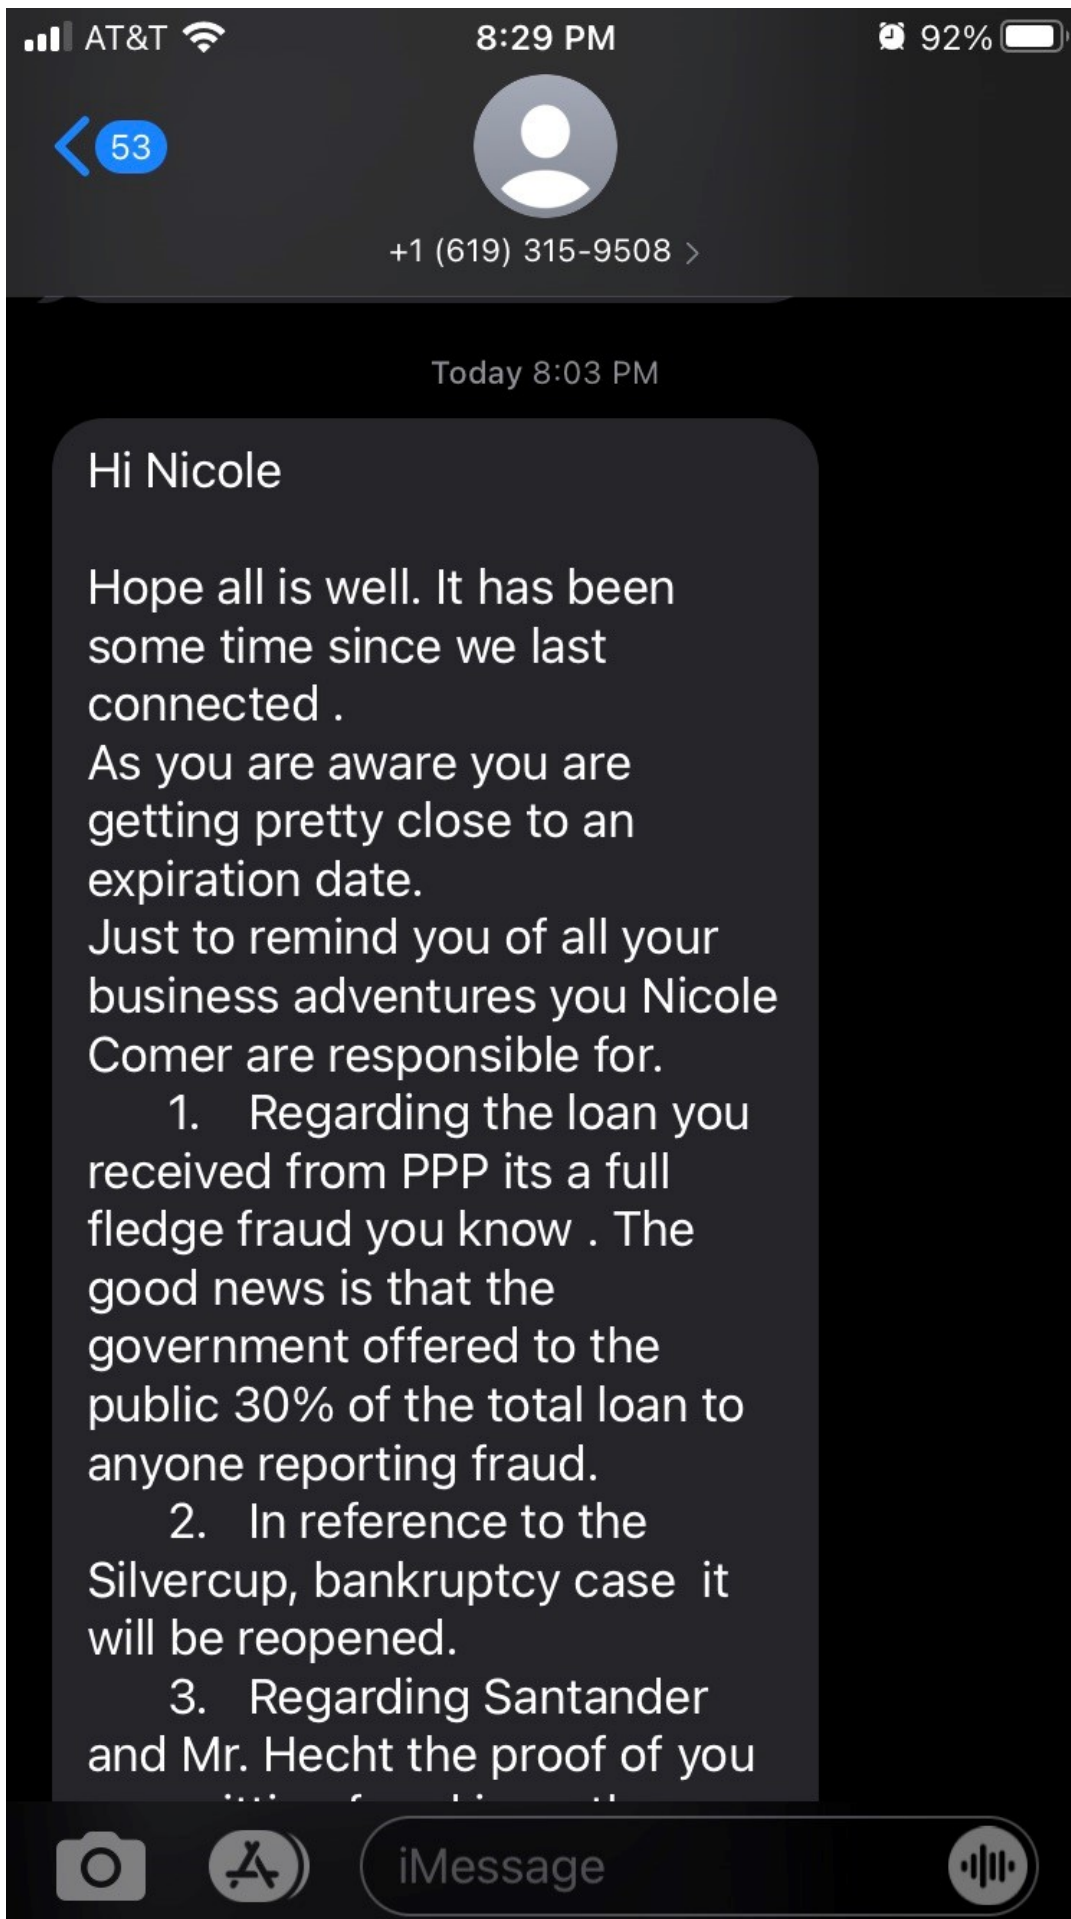 AT&T 8:29 PM 92%
53
+1 (619) 315-9508 >
Today 8:03 PM
Hi Nicole
Hope all is well. It has been
some time since we last
connected .
As you are aware you are
getting pretty close to an
expiration date.
Just to remind you of all your
business adventures you Nicole
Comer are responsible for.
1. Regarding the loan you
received from PPP its a full
fledge fraud you know . The
good news is that the
government offered to the
public 30% of the total loan to
anyone reporting fraud.
2. In reference to the
Silvercup, bankruptcy case it
will be reopened.
3. Regarding Santander
and Mr. Hecht the proof of you
iMessage